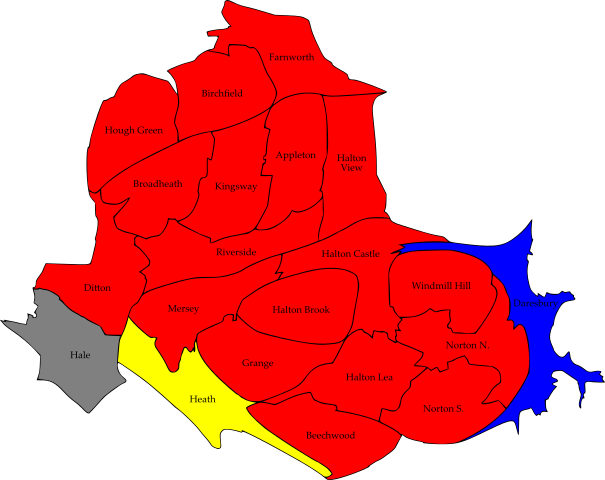 Farnworth
Birchfield
Hough Green
Appleton
Halton
View
Broadheath
Kingsway
Riverside
Halton Castle
Ditton
Windmill Hill
Daresbury
Mersey
Halton Brook
Norton N.
Hale
Grange
Halton Lea
Heath
Norton S.
Beechwood